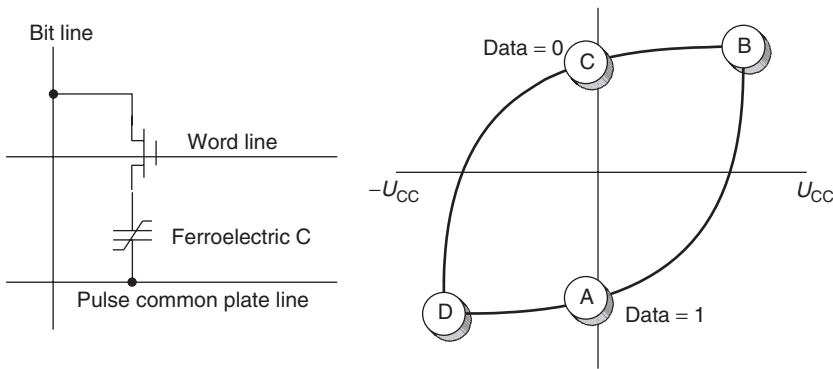 Bit line
Word line
Ferroelectric C
Pulse common plate line
Data = 0
C
B
−U_CC
U_CC
D
A
Data = 1